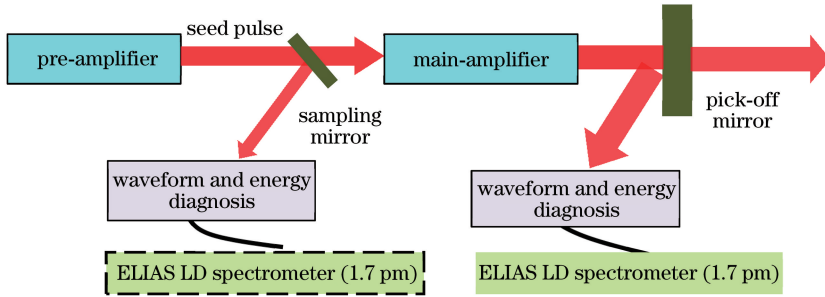 seed pulse
pre-amplifier
main-amplifier
sampling
mirror
pick-off
mirror
waveform and energy
diagnosis
waveform and energy
diagnosis
ELIAS LD spectrometer (1.7 pm)
ELIAS LD spectrometer (1.7 pm)